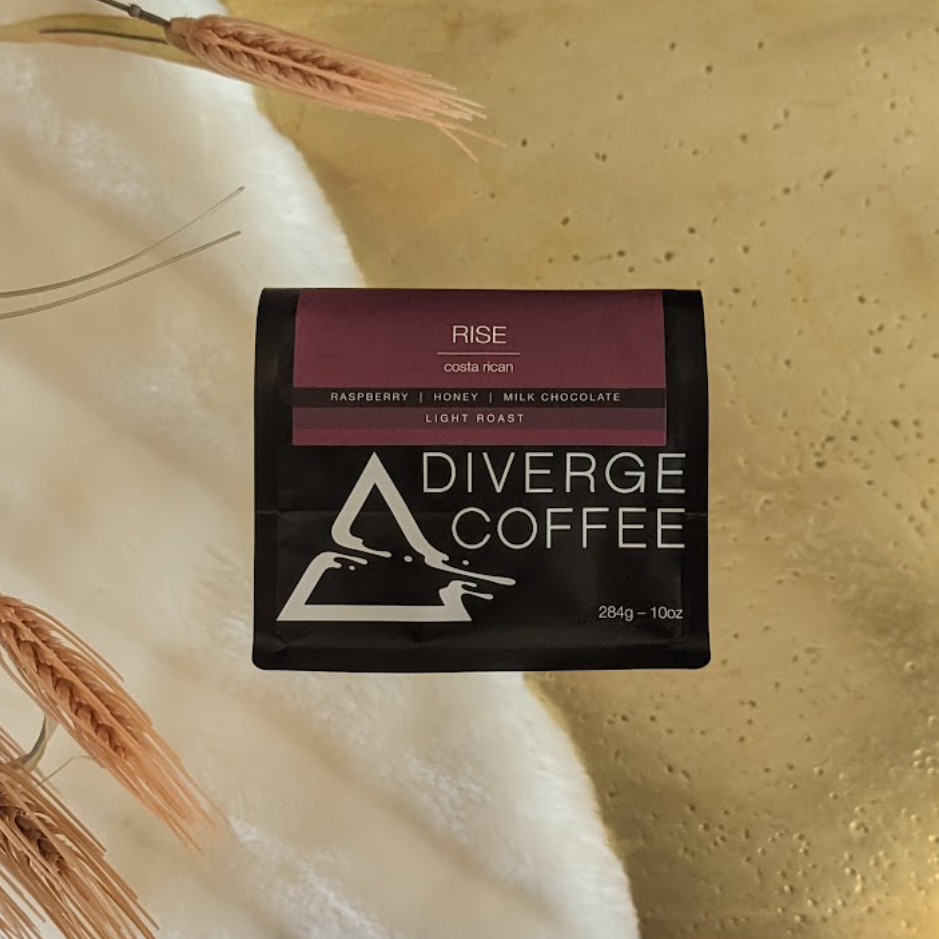 RISE
costa rican
RASPBERRY | HONEY | MILK CHOCOLATE
LIGHT ROAST
DIVERGE
COFFEE
284g – 10oz